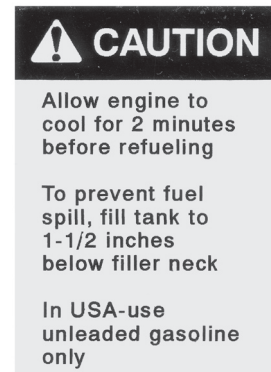 CAUTION
Allow engine to
cool for 2 minutes
before refueling
To prevent fuel
spill, fill tank to
1-1/2 inches
below filler neck
In USA-use
unleaded gasoline
only